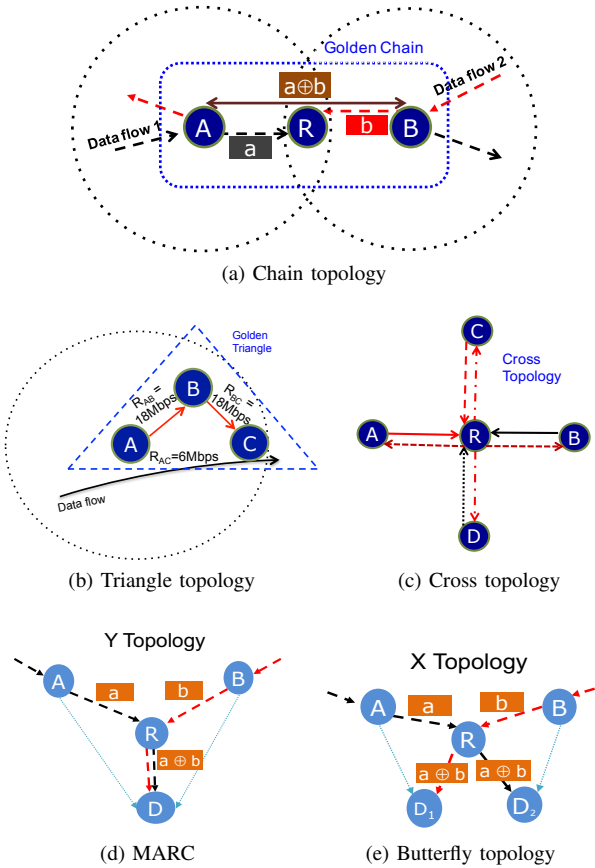 Golden Chain
a⊕b
Data flow 2
Data flow 1
A
R
B
a
b
(a) Chain topology
Golden
Triangle
R_AB =
18Mbps
B
R_BC =
18Mbps
A
C
R_AC=6Mbps
Data flow
(b) Triangle topology
C
Cross
Topology
A
R
B
D
(c) Cross topology
Y Topology
A
a
b
B
R
a ⊕ b
D
(d) MARC
X Topology
A
a
b
B
R
a ⊕ b
a ⊕ b
D₁
D₂
(e) Butterfly topology